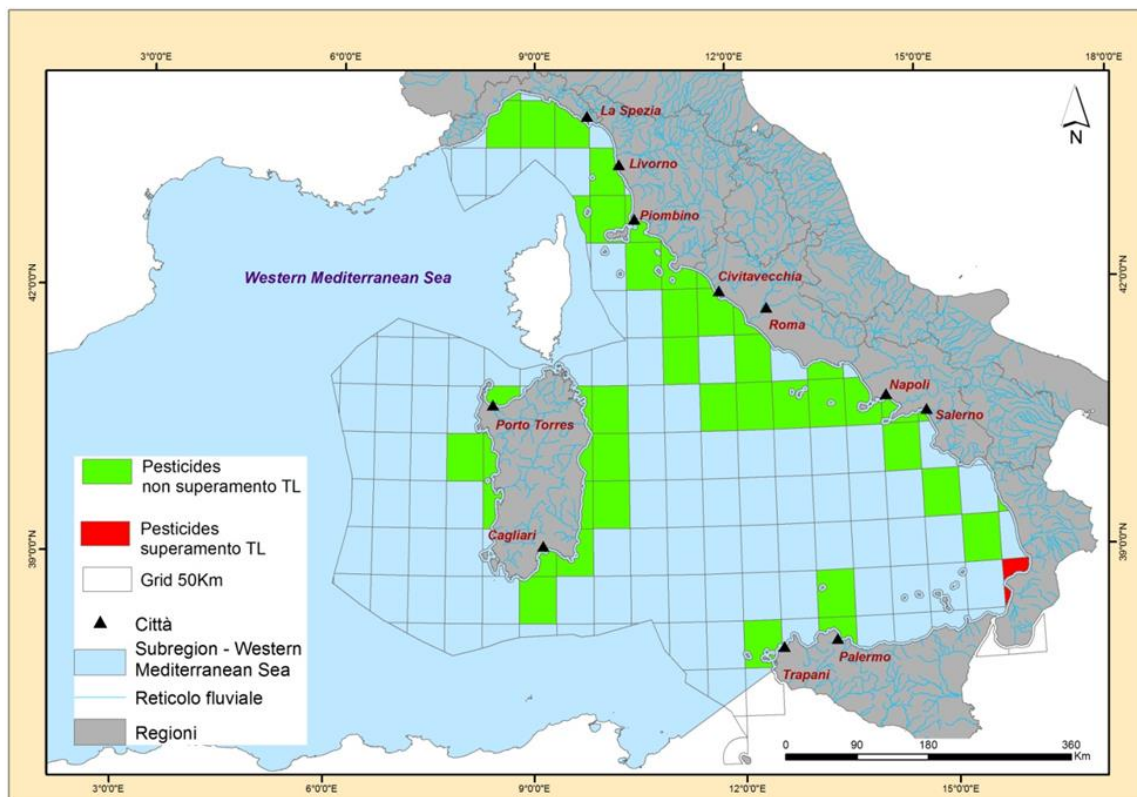 3°0'0"E 6°0'0"E 9°0'0"E 12°0'0"E 15°0'0"E 18°0'0"E
N
La Spezia
Livorno
Piombino
Western Mediterranean Sea
Civitavecchia
42°0'0"N
42°0'0"N
Roma
Napoli
Salerno
Porto Torres
Cagliari
39°0'0"N
39°0'0"N
Palermo
Trapani
Pesticides
non superamento TL
Pesticides
superamento TL
Grid 50Km
Città
Subregion - Western
Mediterranean Sea
Reticolo fluviale
Regioni
0 90 180 360
Km
3°0'0"E 6°0'0"E 9°0'0"E 12°0'0"E 15°0'0"E